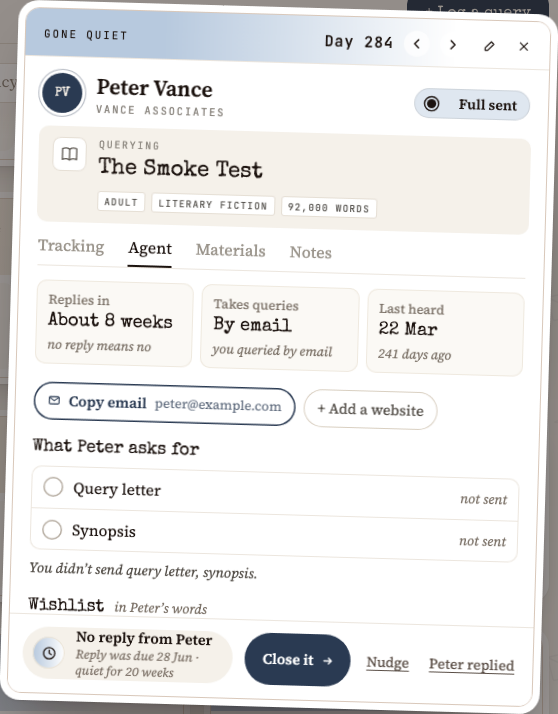 + Log a query
GONE QUIET
Day 284
PV
Peter Vance
VANCE ASSOCIATES
Full sent
QUERYING
The Smoke Test
ADULT
LITERARY FICTION
92,000 WORDS
Tracking Agent Materials Notes
Replies in
About 8 weeks
no reply means no
Takes queries
By email
you queried by email
Last heard
22 Mar
241 days ago
Copy email peter@example.com
+ Add a website
What Peter asks for
Query letter not sent
Synopsis not sent
You didn’t send query letter, synopsis.
Wishlist in Peter’s words
No reply from Peter
Reply was due 28 Jun ·
quiet for 20 weeks
Close it →
Nudge
Peter replied